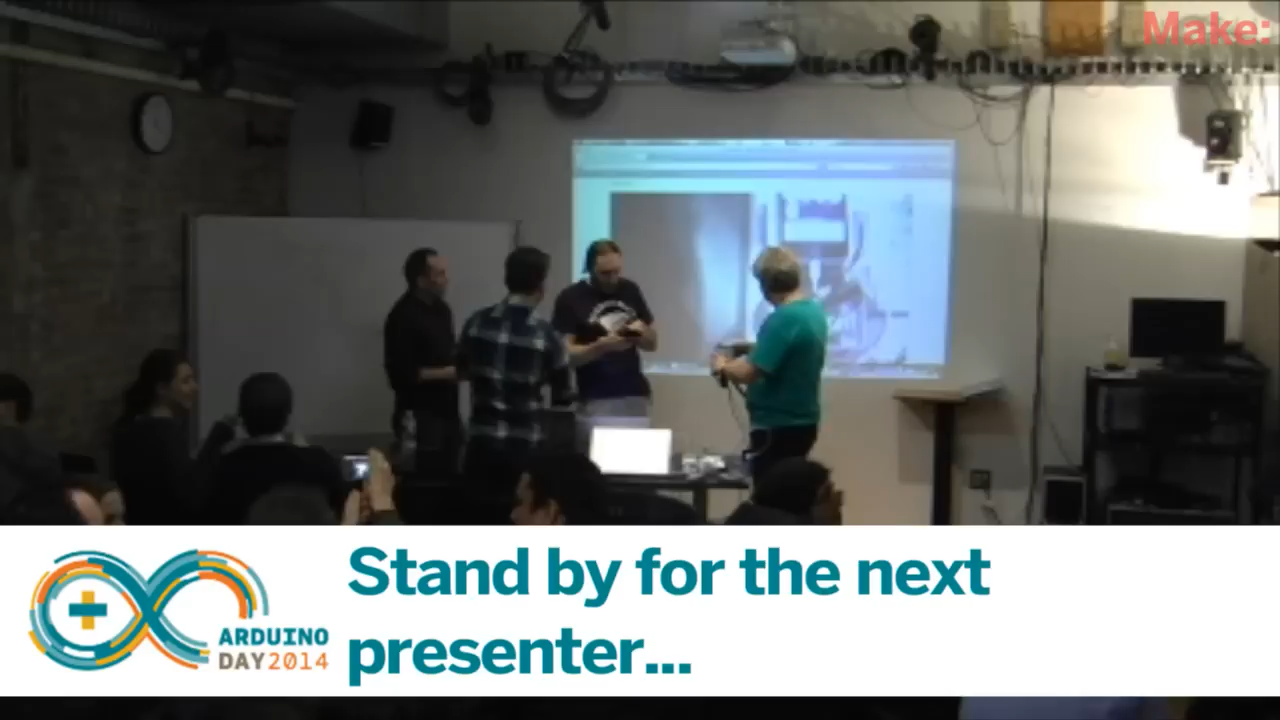 Make:
Stand by for the next
presenter...
ARDUINO
DAY2014